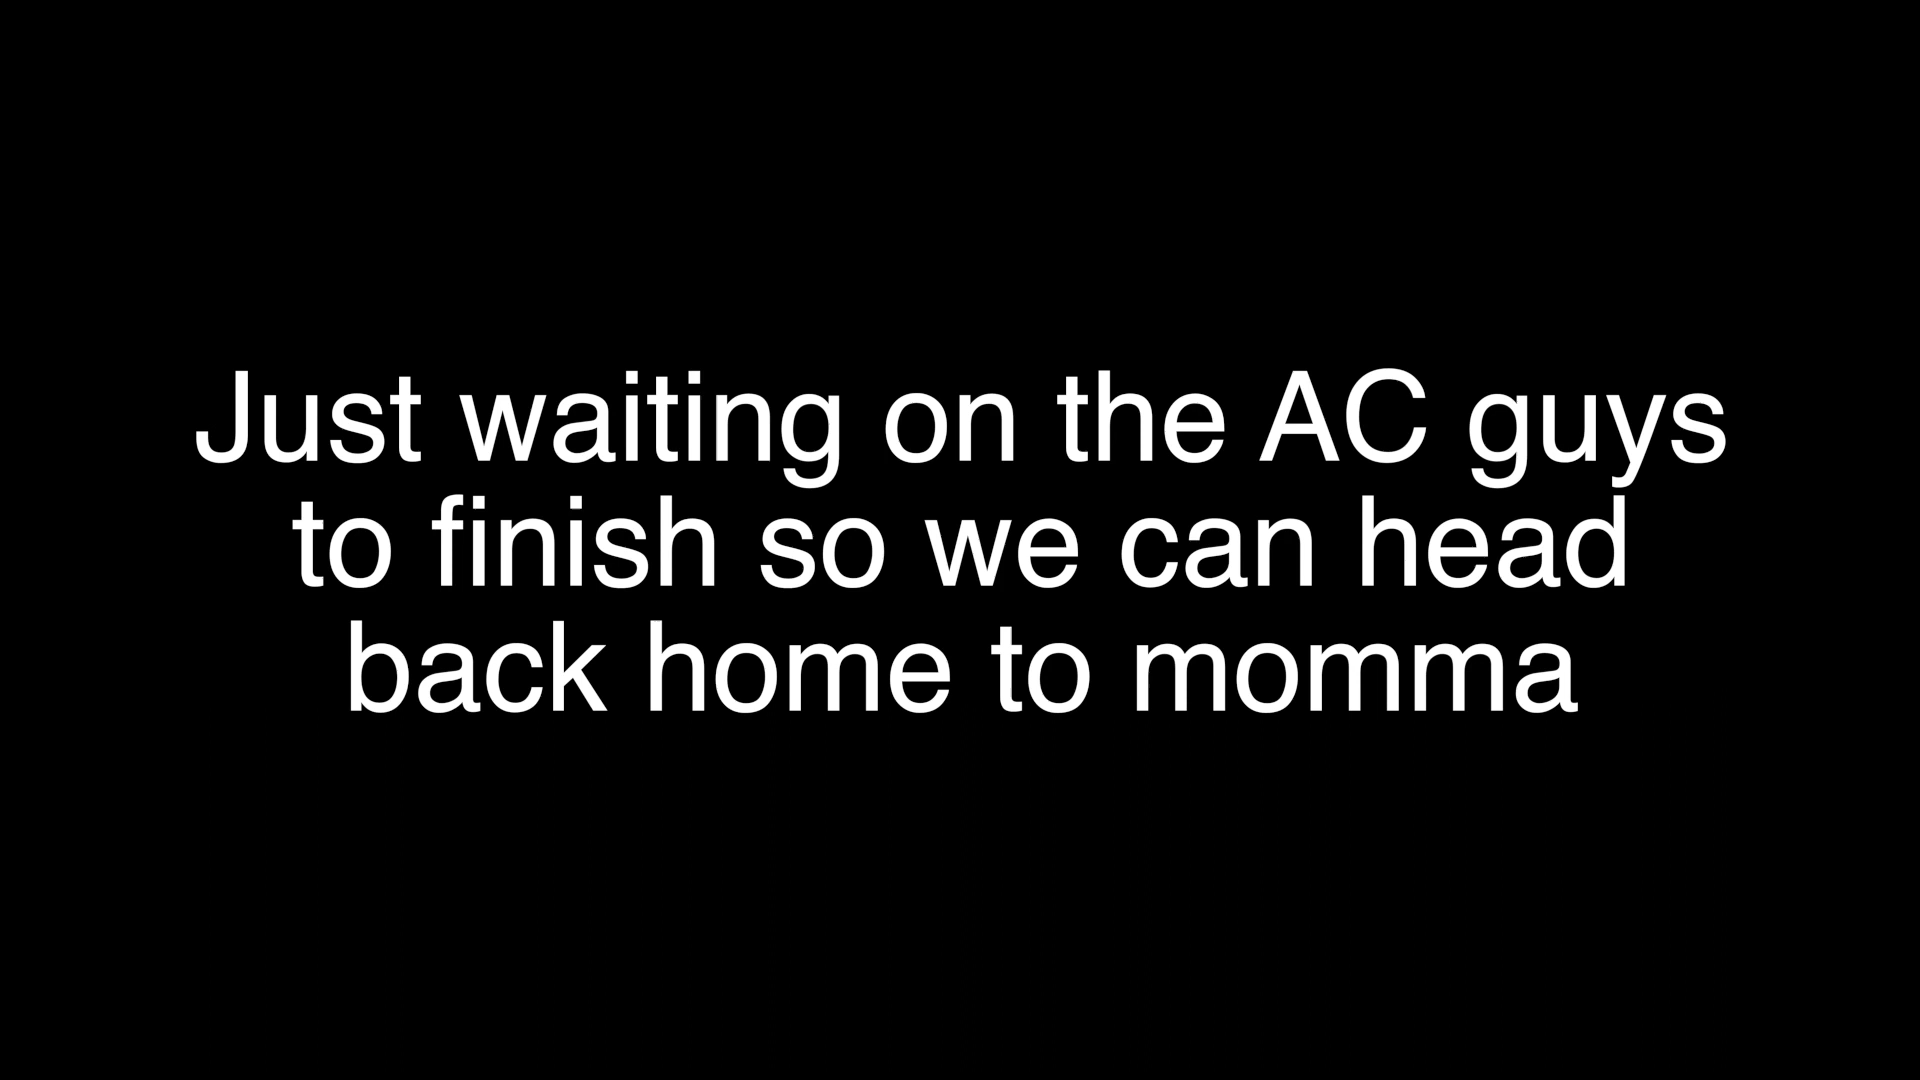 Just waiting on the AC guys
to finish so we can head
back home to momma